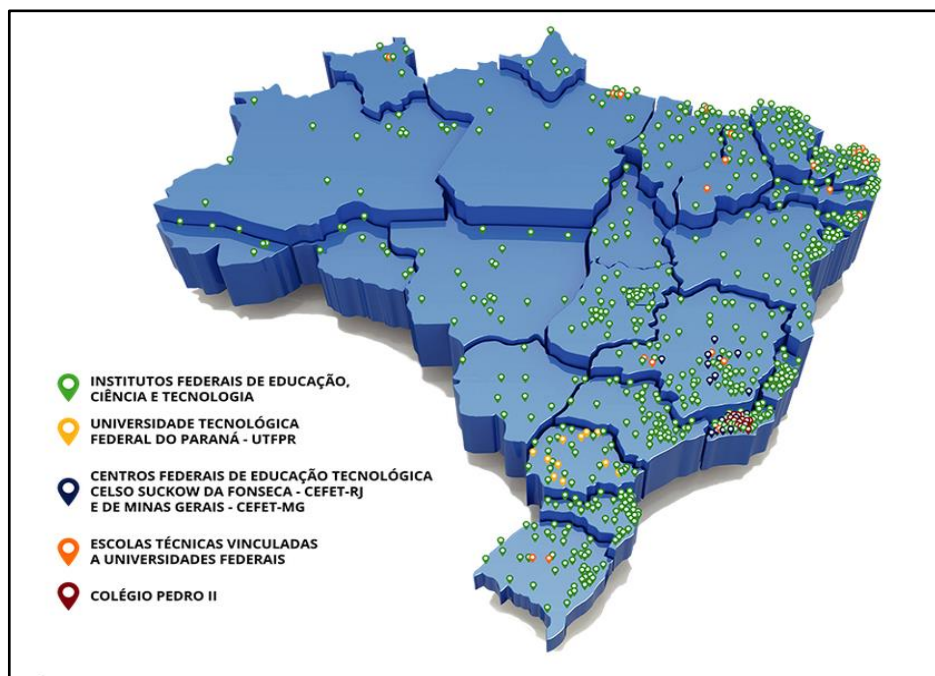 INSTITUTOS FEDERAIS DE EDUCAÇÃO,
CIÊNCIA E TECNOLOGIA
UNIVERSIDADE TECNOLÓGICA
FEDERAL DO PARANÁ - UTFPR
CENTROS FEDERAIS DE EDUCAÇÃO TECNOLÓGICA
CELSO SUCKOW DA FONSECA - CEFET-RJ
E DE MINAS GERAIS - CEFET-MG
ESCOLAS TÉCNICAS VINCULADAS
A UNIVERSIDADES FEDERAIS
COLÉGIO PEDRO II